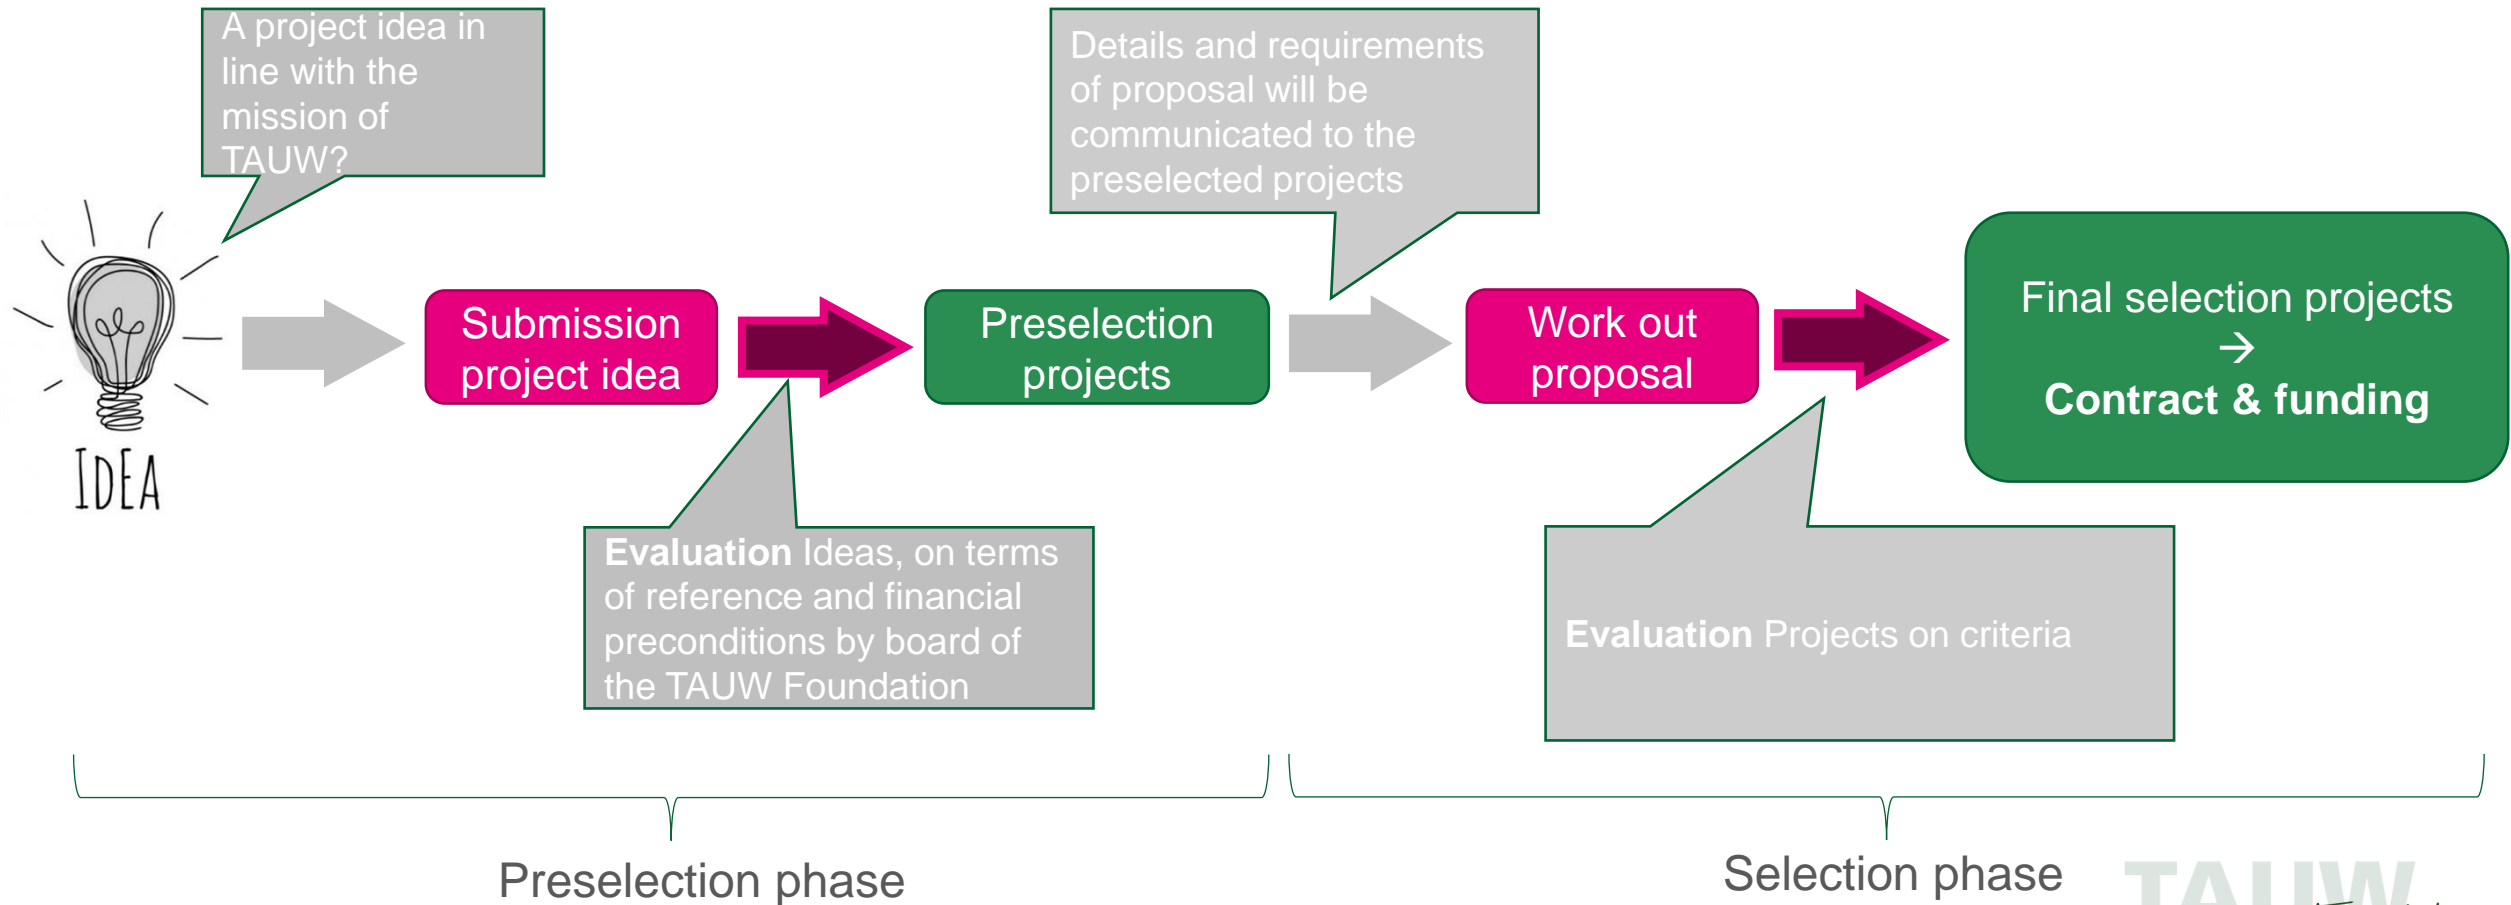 A project idea in
line with the
mission of
TAUW?
Details and requirements
of proposal will be
communicated to the
preselected projects
IDEA
Submission
project idea
Preselection
projects
Work out
proposal
Final selection projects
→
Contract & funding
Evaluation Ideas, on terms
of reference and financial
preconditions by board of
the TAUW Foundation
Evaluation Projects on criteria
Preselection phase
Selection phase
TAUW